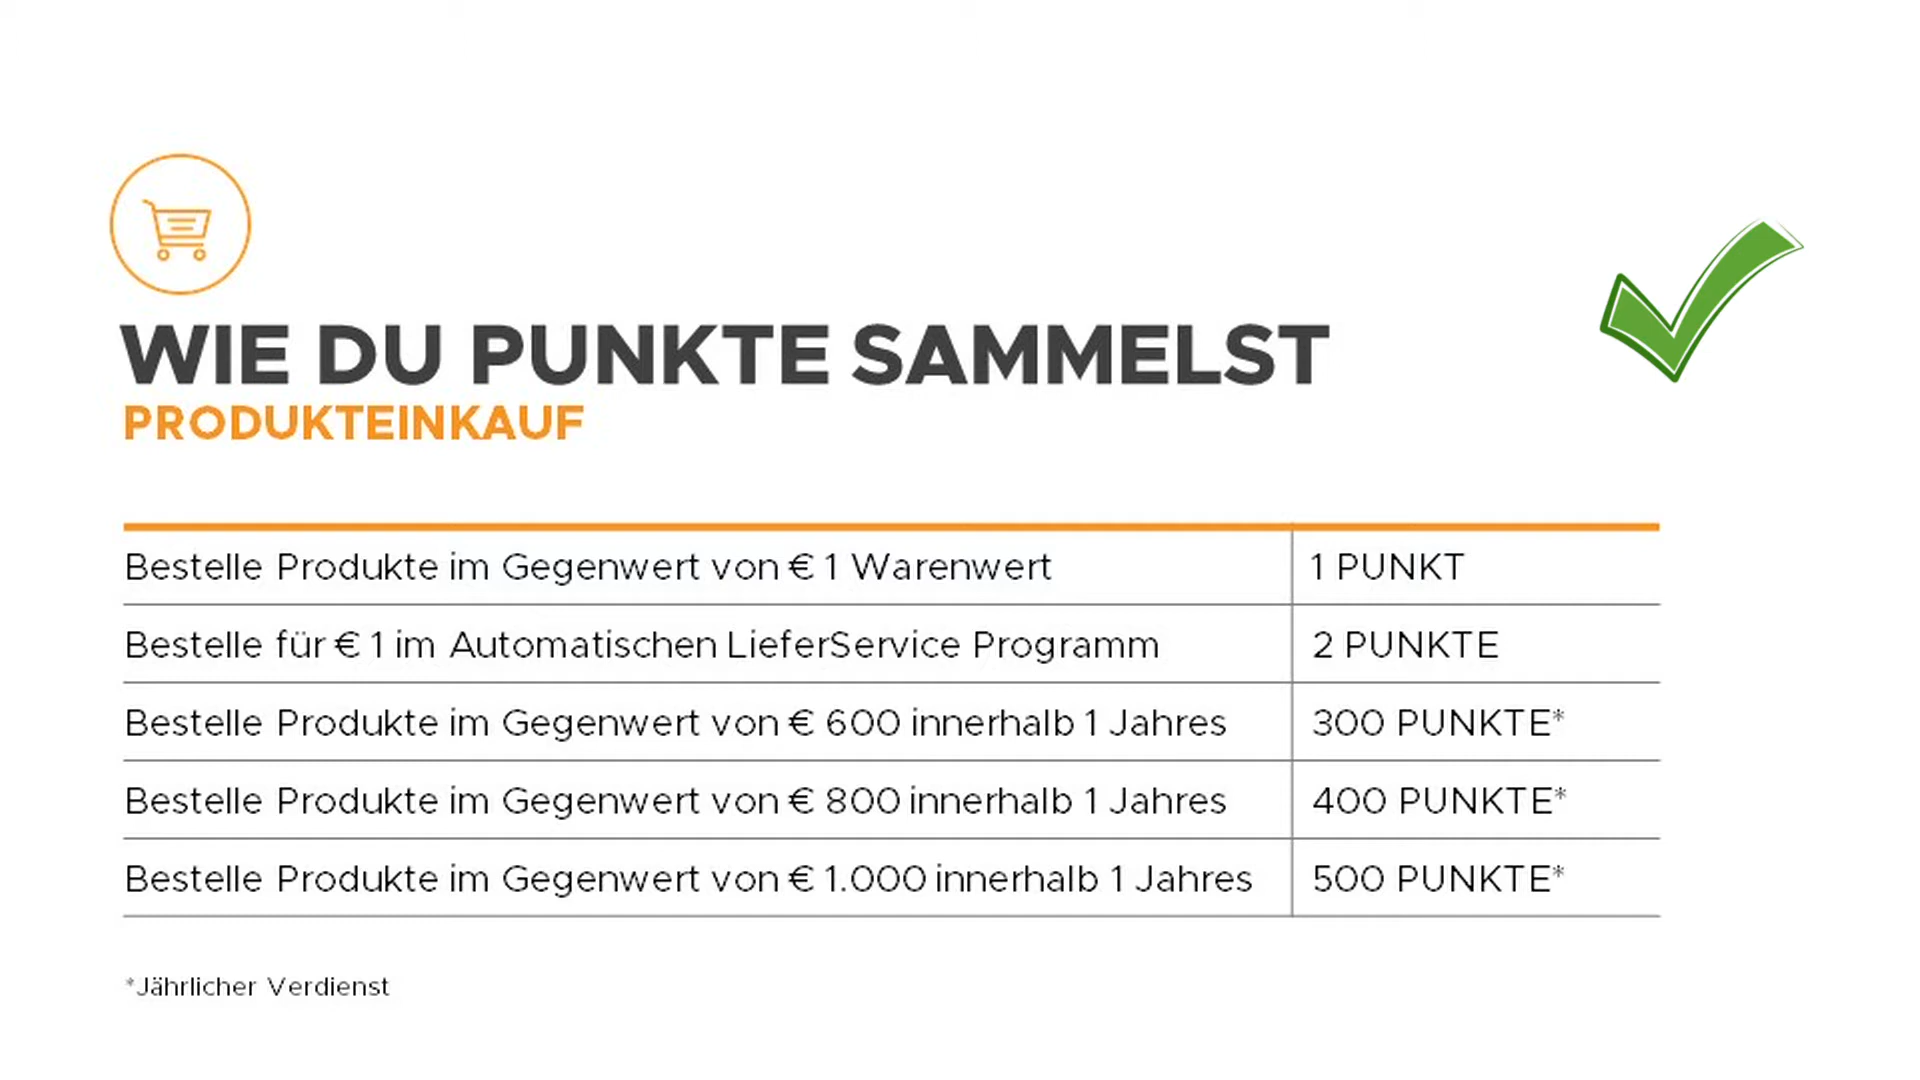 WIE DU PUNKTE SAMMELST
PRODUKTEINKAUF
Bestelle Produkte im Gegenwert von € 1 Warenwert 1 PUNKT
Bestelle für € 1 im Automatischen LieferService Programm 2 PUNKTE
Bestelle Produkte im Gegenwert von € 600 innerhalb 1 Jahres 300 PUNKTE*
Bestelle Produkte im Gegenwert von € 800 innerhalb 1 Jahres 400 PUNKTE*
Bestelle Produkte im Gegenwert von € 1.000 innerhalb 1 Jahres 500 PUNKTE*
*Jährlicher Verdienst